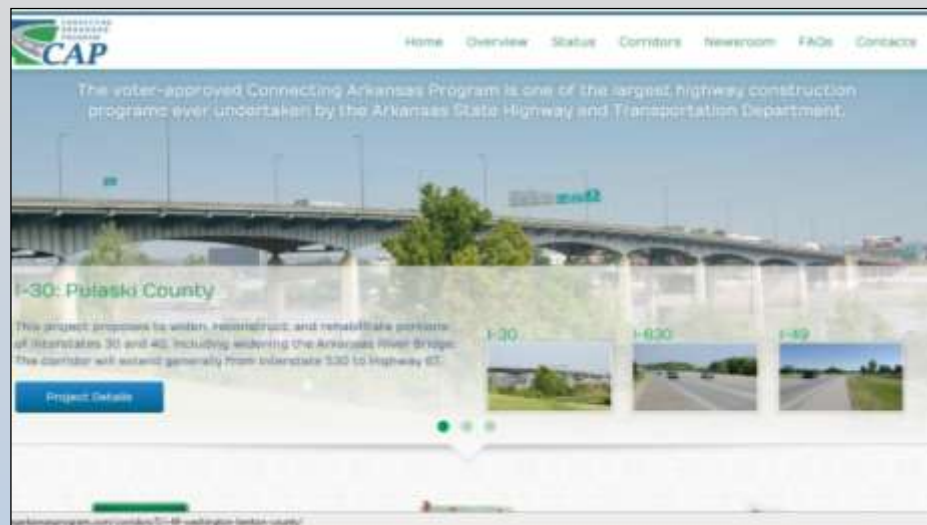 CONNECTING
ARKANSAS
PROGRAM
CAP
Home Overview Status Corridors Newsroom FAQs Contacts
The voter-approved Connecting Arkansas Program is one of the largest highway construction
programs ever undertaken by the Arkansas State Highway and Transportation Department.
I-30: Pulaski County
This project proposes to widen, reconstruct, and rehabilitate portions
of Interstates 30 and 40, including widening the Arkansas River Bridge.
The corridor will extend generally from Interstate 530 to Highway 67.
I-30 I-630 I-49
Project Details